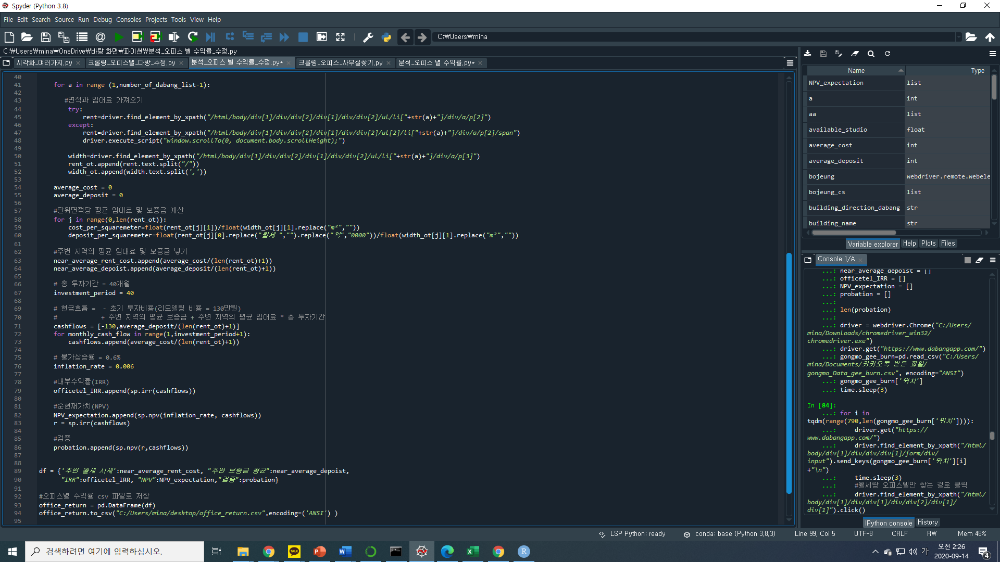 Spyder (Python 3.8)
File Edit Search Source Run Debug Consoles Projects Tools View Help
C:₩Users₩mina
C:₩Users₩mina₩OneDrive₩바탕 화면₩파이썬₩분석_오피스 별 수익률_수정.py
시각화_여러가지.py
크롤링_오피스텔_다방_수정.py
분석_오피스 별 수익률_수정.py*
크롤링_오피스_사무실찾기.py
분석_오피스 별 수익률.py*
40
41 for a in range (1,number_of_dabang_list-1):
42
43 #면적과 임대료 가져오기
44 try:
45 rent=driver.find_element_by_xpath("/html/body/div[1]/div/div[2]/div[1]/div/div[2]/ul/li["+str(a)+"]/div/a/p[2]")
46 except:
47 rent=driver.find_element_by_xpath("/html/body/div[1]/div/div[2]/div[1]/div/div[2]/ul[2]/li["+str(a)+"]/div/a/p[2]/span")
48 driver.execute_script("window.scrollTo(0, document.body.scrollHeight);")
49
50 width=driver.find_element_by_xpath("/html/body/div[1]/div/div[2]/div[1]/div/div[2]/ul/li["+str(a)+"]/div/a/p[3]")
51 rent_ot.append(rent.text.split("/"))
52 width_ot.append(width.text.split(','))
53
54 average_cost = 0
55 average_deposit = 0
56
57 #단위면적당 평균 임대료 및 보증금 계산
58 for j in range(0,len(rent_ot)):
59 cost_per_squaremeter=float(rent_ot[j][1])/float(width_ot[j][1].replace("m²",""))
60 deposit_per_squaremeter=float(rent_ot[j][0].replace("월세 ","").replace("억","0000"))/float(width_ot[j][1].replace("m²",""))
61
62 #주변 지역의 평균 임대료 및 보증금 넣기
63 near_average_rent_cost.append(average_cost/(len(rent_ot)+1))
64 near_average_depoist.append(average_deposit/(len(rent_ot)+1))
65
66 # 총 투자기간 = 40개월
67 investment_period = 40
68
69 # 현금흐름 = - 초기 투자비용(리모델링 비용 = 130만원)
70 # + 주변 지역의 평균 보증금 + 주변 지역의 평균 임대료 * 총 투자기간
71 cashflows = [-130,average_deposit/(len(rent_ot)+1)]
72 for monthly_cash_flow in range(1,investment_period+1):
73 cashflows.append(average_cost/(len(rent_ot)+1))
74
75 # 물가상승률 = 0.6%
76 inflation_rate = 0.006
77
78 #내부수익률(IRR)
79 officetel_IRR.append(sp.irr(cashflows))
80
81 #순현재가치(NPV)
82 NPV_expectation.append(sp.npv(inflation_rate, cashflows))
83 r = sp.irr(cashflows)
84
85 #검증
86 probation.append(sp.npv(r,cashflows))
87
88
89 df = {'주변 월세 시세':near_average_rent_cost, "주변 보증금 평균":near_average_depoist,
90 "IRR":officetel_IRR, "NPV":NPV_expectation,"검증":probation}
91
92 #오피스별 수익률 csv 파일로 저장
93 office_return = pd.DataFrame(df)
94 office_return.to_csv("C:/Users/mina/desktop/office_return.csv",encoding=('ANSI') )
95
Name Type
NPV_expectation list
a int
aa list
available_studio float
average_cost int
average_deposit int
bojeung webdriver.remote.webele
bojeung_cs list
building_direction_dabang str
building_name str
Variable explorer Help Plots Files
Console 1/A
...: near_average_depoist = []
...: officetel_IRR = []
...: NPV_expectation = []
...: probation = []
...:
...: len(probation)
...:
...: driver = webdriver.Chrome("C:/Users/
mina/Downloads/chromedriver_win32/
chromedriver.exe")
...: driver.get("https://www.dabangapp.com/")
...: gongmo_gee_burn=pd.read_csv("C:/Users/
mina/Documents/카카오톡 받은 파일/
gongmo_Data_gee_burn.csv", encoding="ANSI")
...: gongmo_gee_burn['위치']
...: time.sleep(3)
In [84]:
...: for i in
tqdm(range(790,len(gongmo_gee_burn['위치']))):
...: driver.get("https://
www.dabangapp.com/")
...: driver.find_element_by_xpath("/html/
body/div[1]/div/div/div[1]/form/div/
input").send_keys(gongmo_gee_burn['위치'][i]
+"\n")
...: time.sleep(3)
...: #월세랑 오피스텔만 찾는 걸로 클릭
...: driver.find_element_by_xpath("/html/
body/div[1]/div/div[1]/div/div[2]/div[1]/
div[1]").click()
IPython console History
LSP Python: ready conda: base (Python 3.8.3) Line 99, Col 5 UTF-8 CRLF RW Mem 48%
검색하려면 여기에 입력하십시오.
TALK
가
오전 2:26
2020-09-14
4